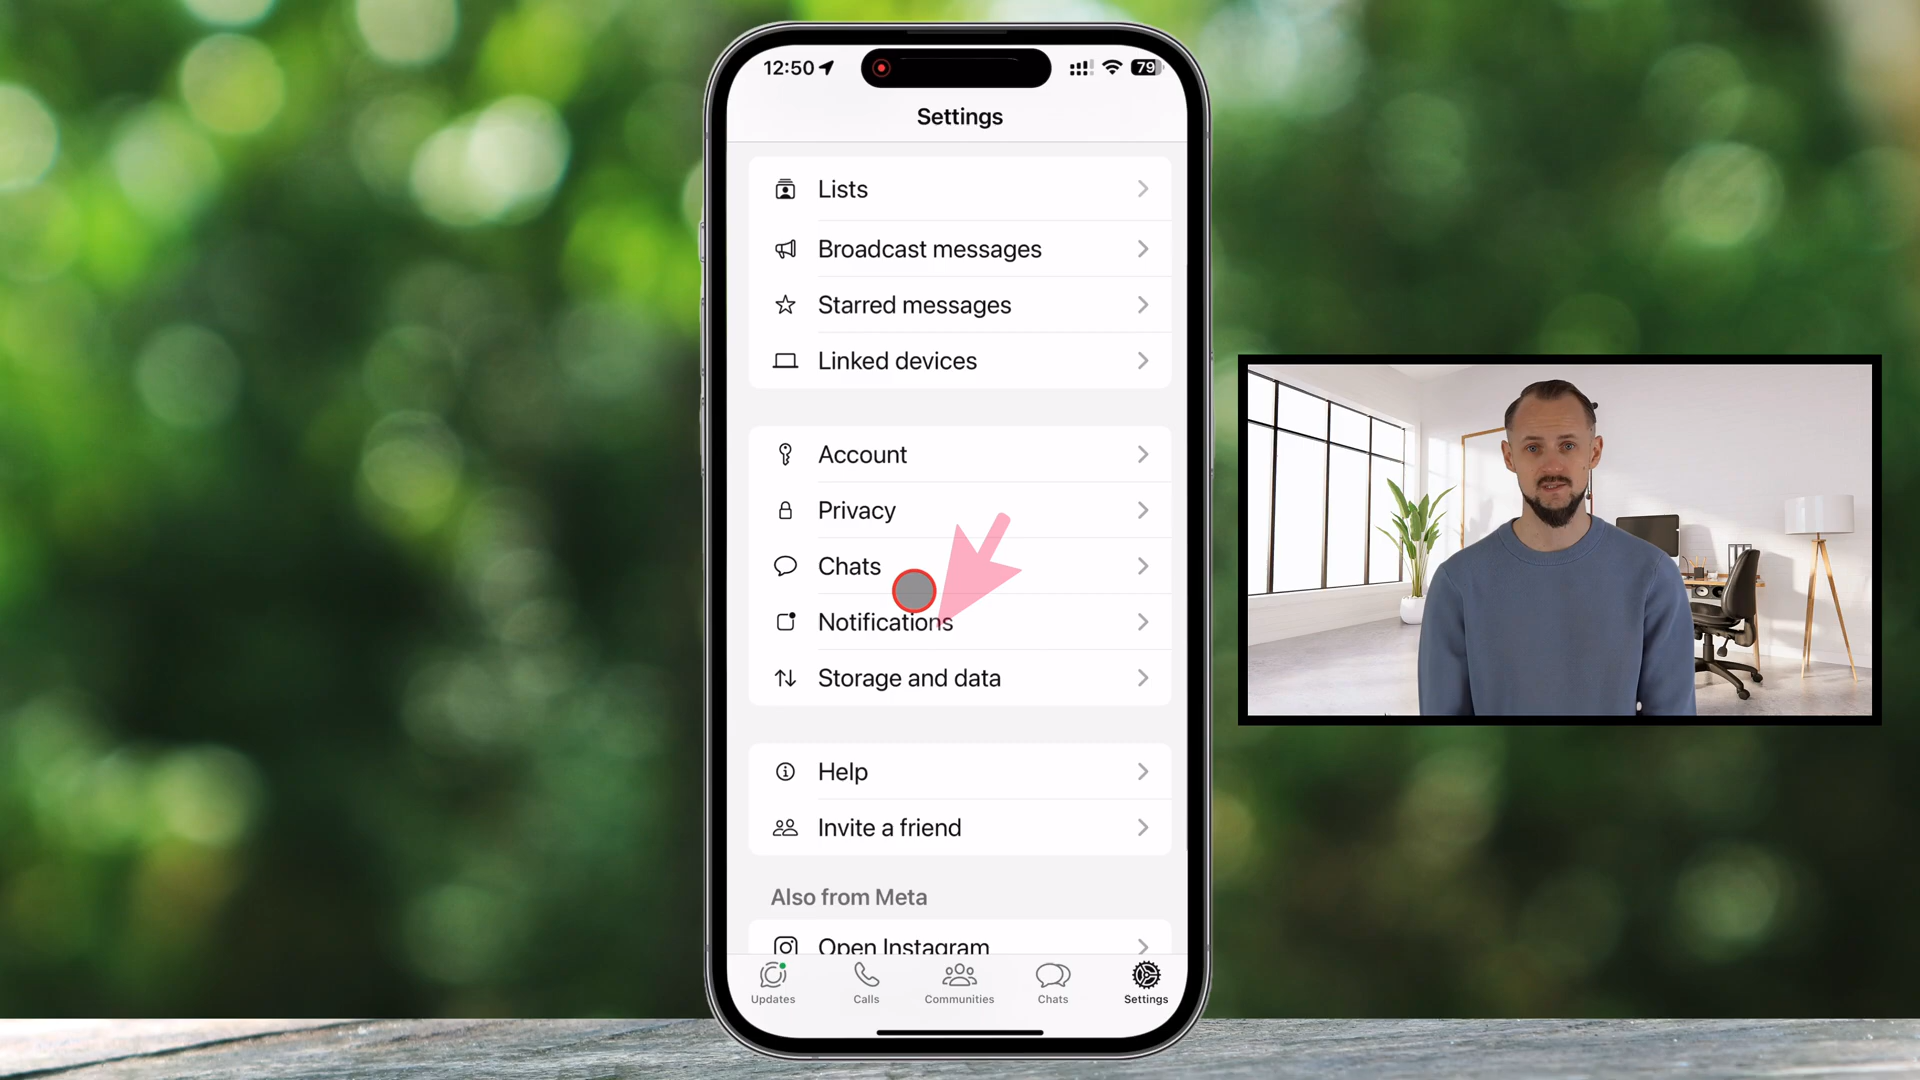 12:50
79
Settings
Lists
Broadcast messages
Starred messages
Linked devices
Account
Privacy
Chats
Notifications
Storage and data
Help
Invite a friend
Also from Meta
Open Instagram
Updates
Calls
Communities
Chats
Settings